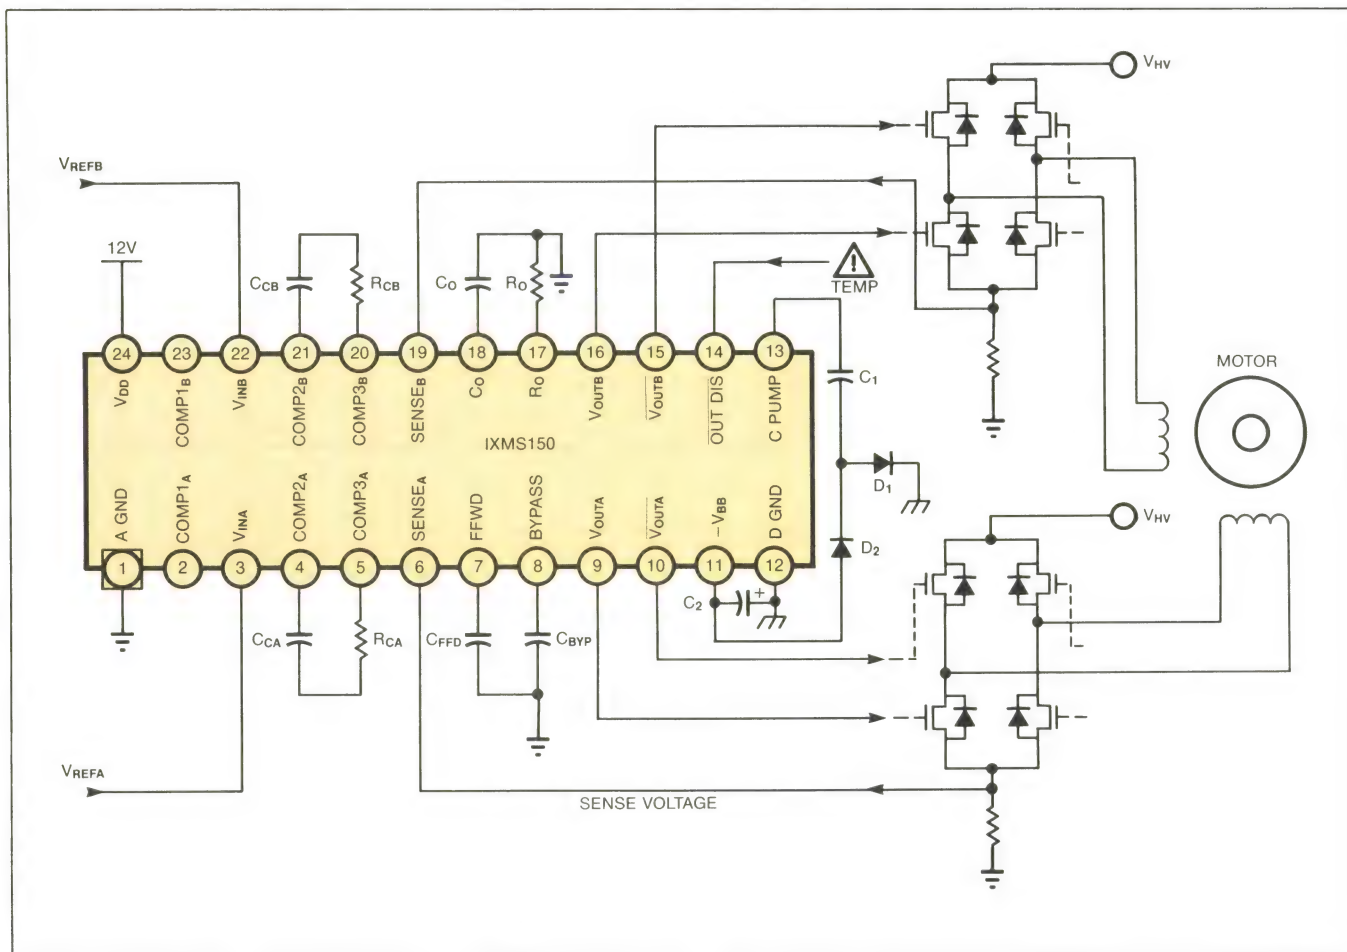 VHV
VREFB
12V
CCB
RCB
CO
RO
TEMP
C1
MOTOR
24
23
22
21
20
19
18
17
16
15
14
13
VDD
COMP1B
VINB
COMP2B
COMP3B
SENSEB
CO
RO
VOUTB
VOUTB
OUT DIS
C PUMP
IXMS150
D1
A GND
COMP1A
VINA
COMP2A
COMP3A
SENSEA
FFWD
BYPASS
VOUTA
VOUTA
−VBB
D GND
VHV
D2
1
2
3
4
5
6
7
8
9
10
11
12
C2
+
CCA
RCA
CFFD
CBYP
VREFA
SENSE VOLTAGE